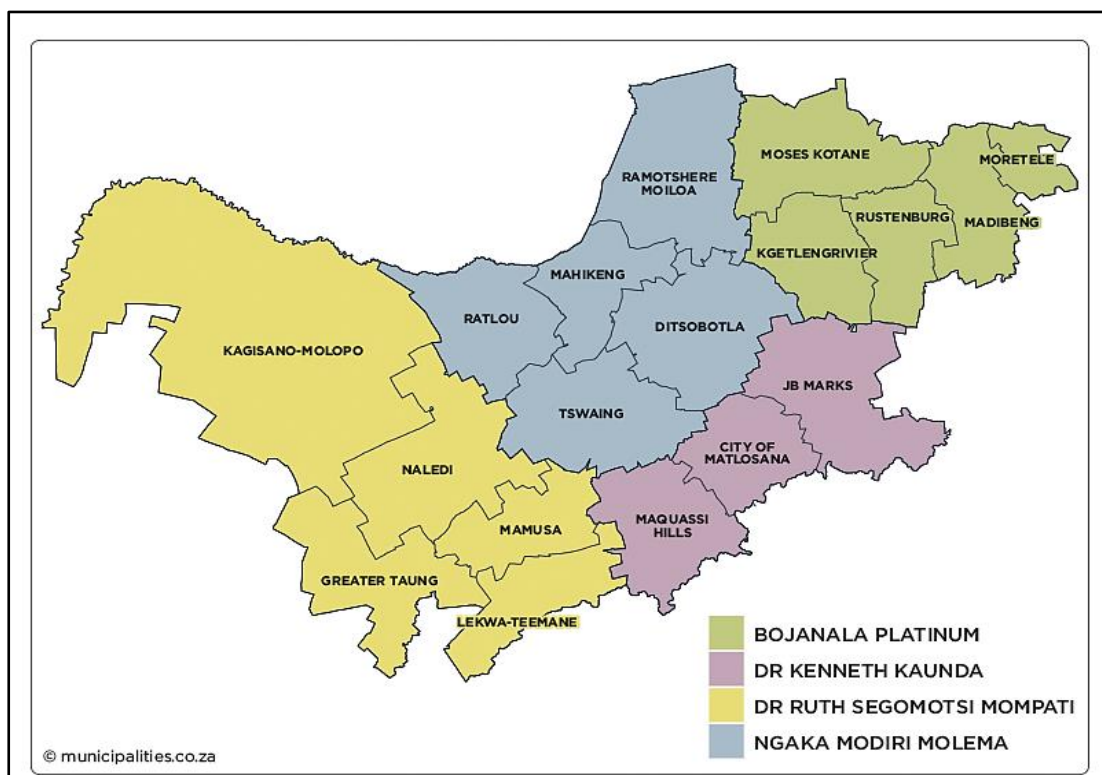 MOSES KOTANE
MORETELE
RAMOTSHERE
MOILOA
RUSTENBURG
MADIBENG
KGETLENGRIVIER
MAHIKENG
RATLOU
DITSOBOTLA
KAGISANO-MOLOPO
JB MARKS
TSWAING
CITY OF
MATLOSANA
NALEDI
MAMUSA
MAQUASSI
HILLS
GREATER TAUNG
LEKWA-TEEMANE
BOJANALA PLATINUM
DR KENNETH KAUNDA
DR RUTH SEGOMOTSI MOMPATI
NGAKA MODIRI MOLEMA
© municipalities.co.za